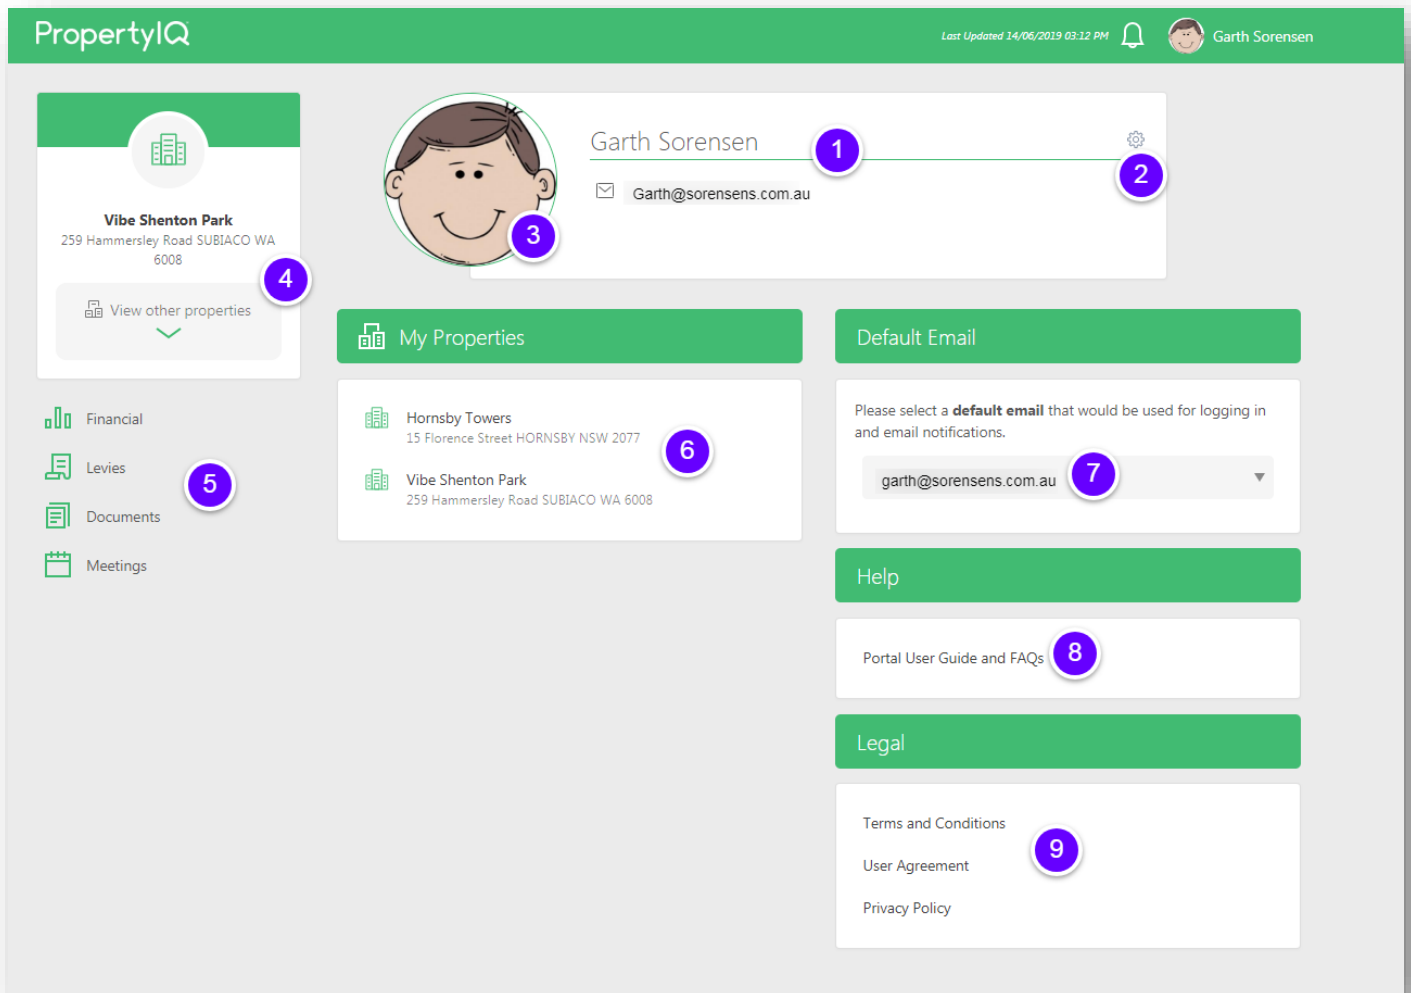 PropertyIQ
Last Updated 14/06/2019 03:12 PM
Garth Sorensen
Vibe Shenton Park
259 Hammersley Road SUBIACO WA
6008
4
View other properties
Financial
Levies
5
Documents
Meetings
Garth Sorensen
1
2
Garth@sorensens.com.au
3
My Properties
Hornsby Towers
15 Florence Street HORNSBY NSW 2077
6
Vibe Shenton Park
259 Hammersley Road SUBIACO WA 6008
Default Email
Please select a default email that would be used for logging in
and email notifications.
garth@sorensens.com.au
7
Help
Portal User Guide and FAQs
8
Legal
Terms and Conditions
9
User Agreement
Privacy Policy